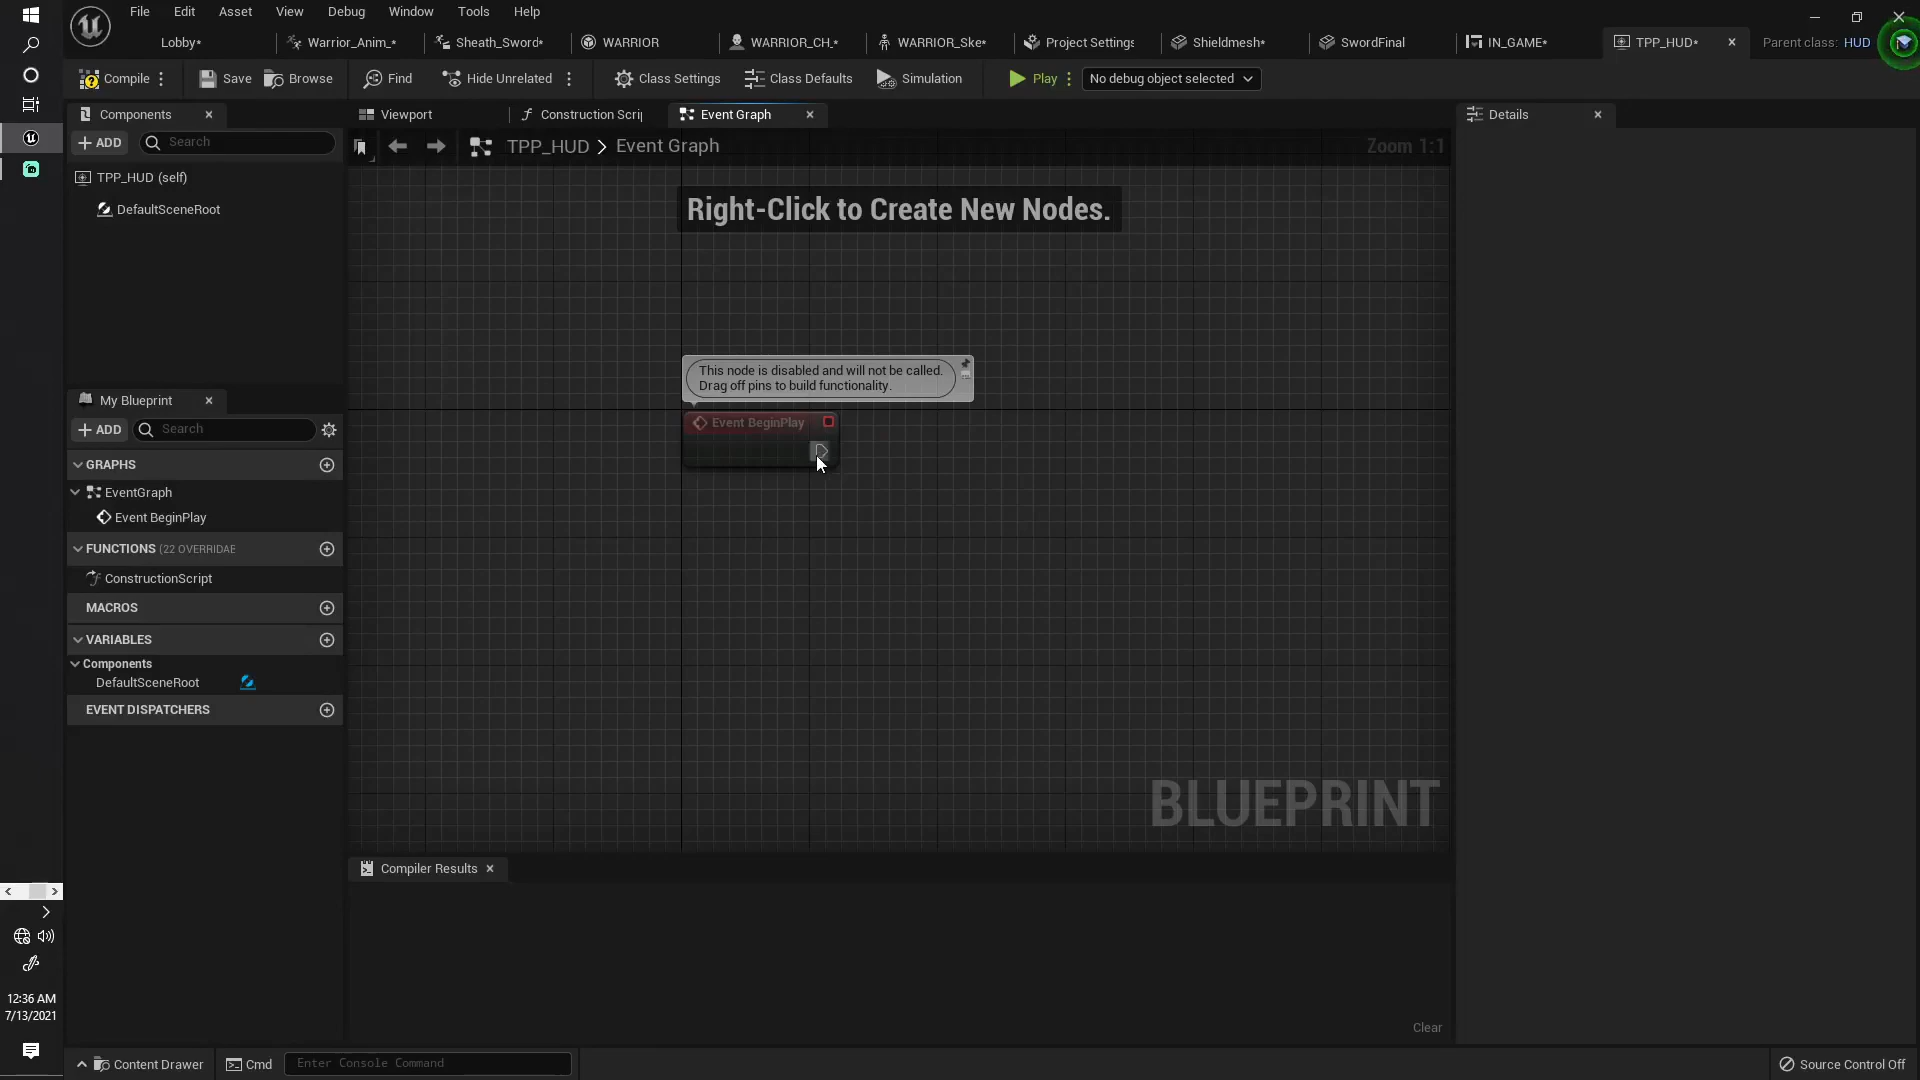 File Edit Asset View Debug Window Tools Help
Lobby* Warrior_Anim_* Sheath_Sword* WARRIOR WARRIOR_CH_* WARRIOR_Ske* Project Settings Shieldmesh* SwordFinal IN_GAME* TPP_HUD* Parent class: HUD
Compile Save Browse Find Hide Unrelated Class Settings Class Defaults Simulation Play No debug object selected
Components Viewport Construction Scrip Event Graph Details
ADD Search
TPP_HUD > Event Graph Zoom 1:1
TPP_HUD (self)
DefaultSceneRoot
Right-Click to Create New Nodes.
This node is disabled and will not be called.
Drag off pins to build functionality.
Event BeginPlay
My Blueprint
ADD Search
GRAPHS
EventGraph
Event BeginPlay
FUNCTIONS (22 OVERRIDAE
ConstructionScript
MACROS
VARIABLES
Components
DefaultSceneRoot
EVENT DISPATCHERS
BLUEPRINT
Compiler Results
Clear
12:36 AM
7/13/2021
Content Drawer Cmd Enter Console Command Source Control Off